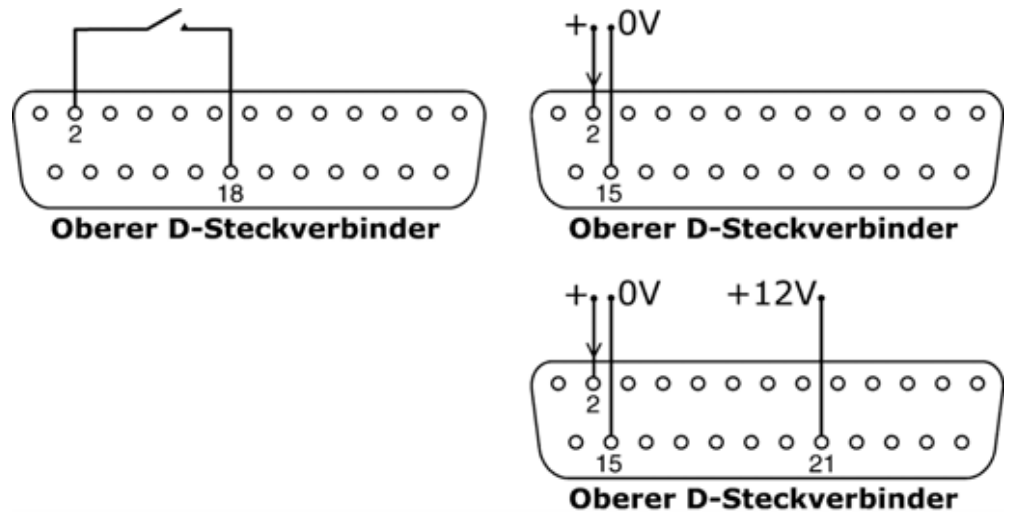 2
18
Oberer D-Steckverbinder
+ 0V
2
15
Oberer D-Steckverbinder
+ 0V +12V
2
15 21
Oberer D-Steckverbinder